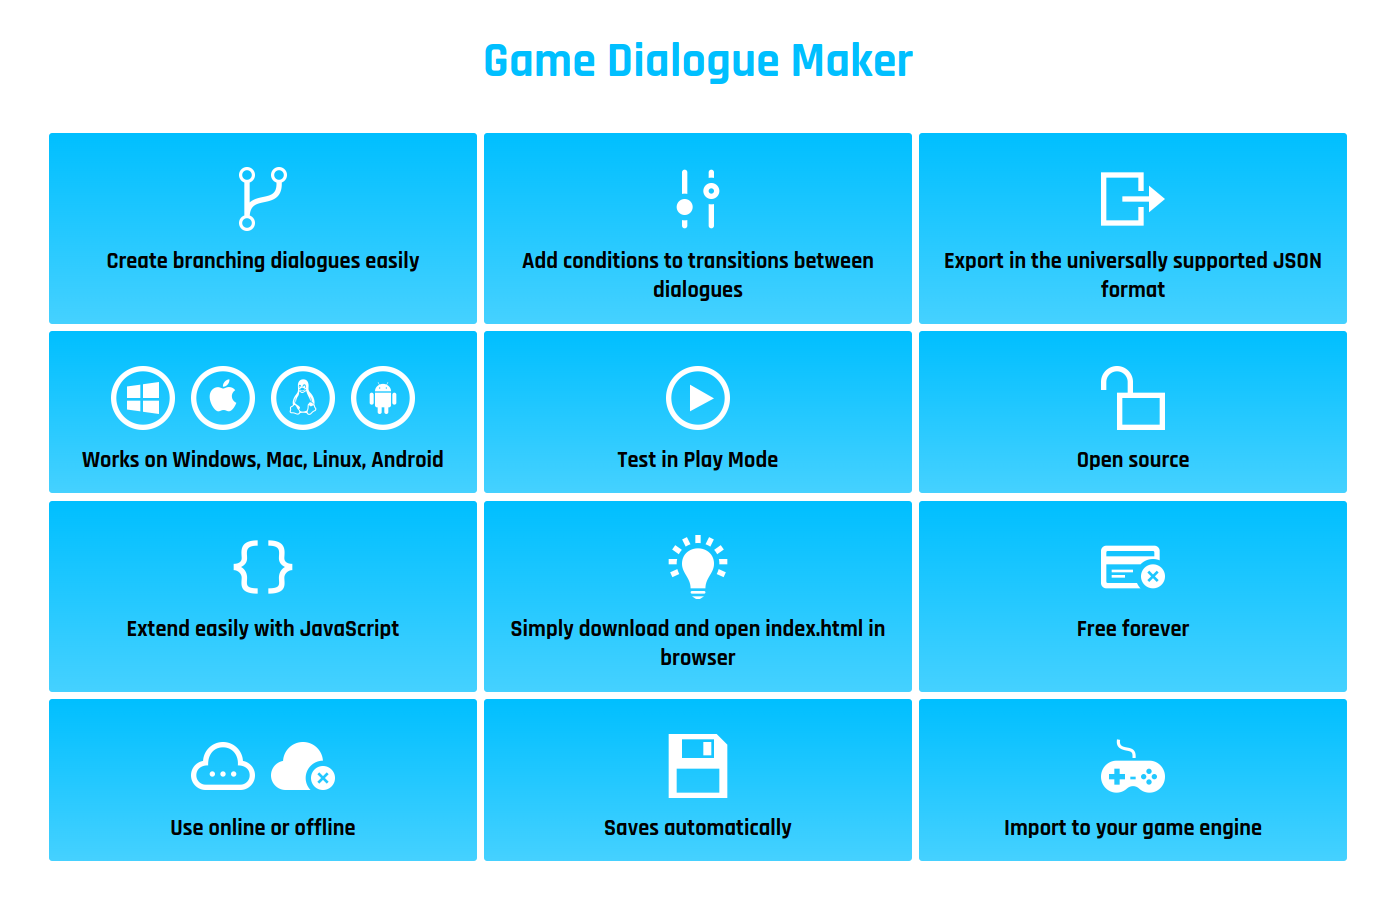 Game Dialogue Maker
Create branching dialogues easily
Add conditions to transitions between
dialogues
Export in the universally supported JSON
format
Works on Windows, Mac, Linux, Android
Test in Play Mode
Open source
Extend easily with JavaScript
Simply download and open index.html in
browser
Free forever
Use online or offline
Saves automatically
Import to your game engine